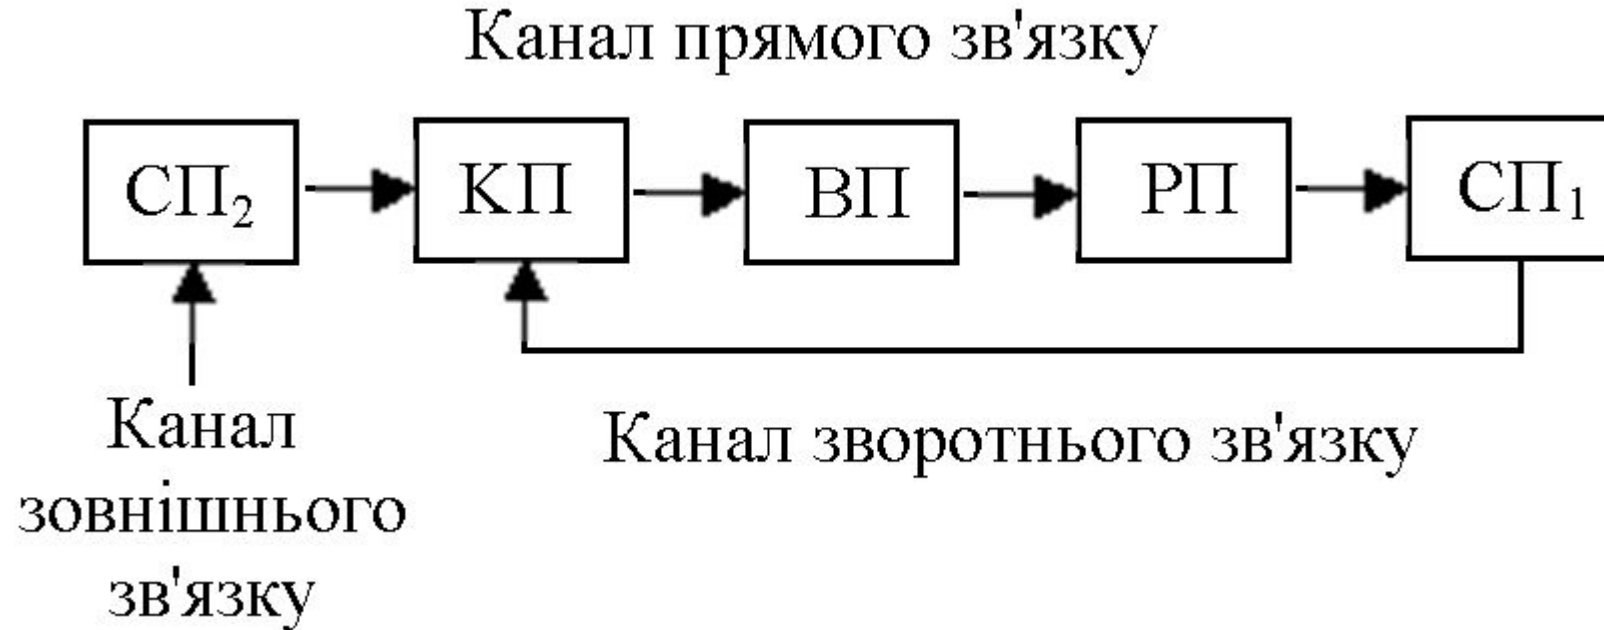 Канал прямого зв'язку
СП₂ КП ВП РП СП₁
Канал
зовнішнього
зв'язку
Канал зворотнього зв'язку